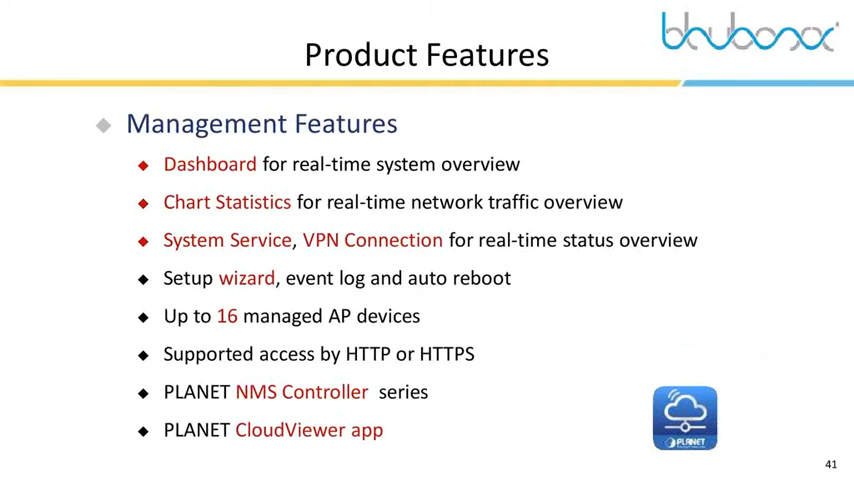 Product Features
Management Features
Dashboard for real-time system overview
Chart Statistics for real-time network traffic overview
System Service, VPN Connection for real-time status overview
Setup wizard, event log and auto reboot
Up to 16 managed AP devices
Supported access by HTTP or HTTPS
PLANET NMS Controller series
PLANET CloudViewer app
PLANET
41